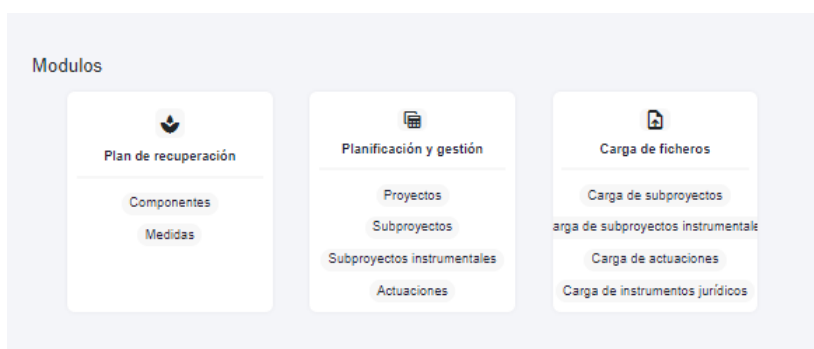 Modulos
Plan de recuperación
Componentes
Medidas
Planificación y gestión
Proyectos
Subproyectos
Subproyectos instrumentales
Actuaciones
Carga de ficheros
Carga de subproyectos
arga de subproyectos instrumentale
Carga de actuaciones
Carga de instrumentos jurídicos